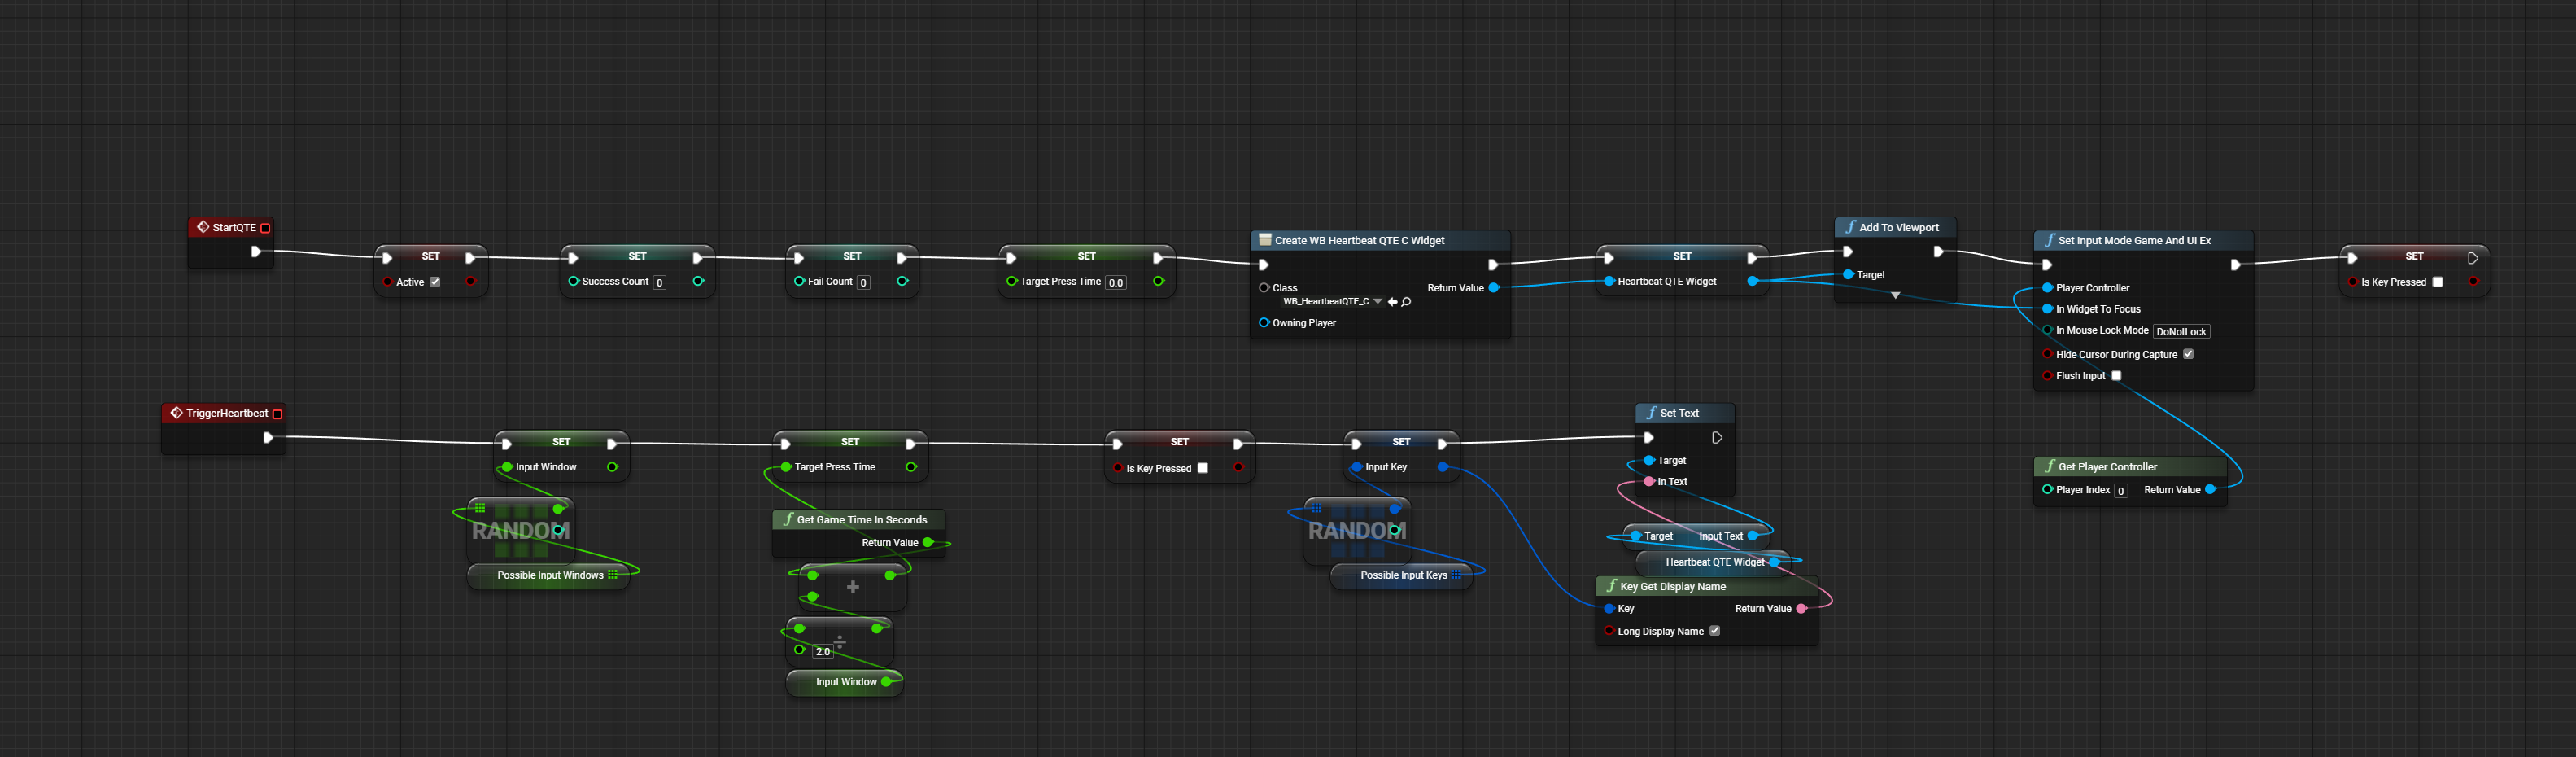 StartQTE
SET
Active
SET
Success Count 0
SET
Fail Count 0
SET
Target Press Time 0.0
Create WB Heartbeat QTE C Widget
Class
WB_HeartbeatQTE_C
Return Value
Owning Player
SET
Heartbeat QTE Widget
Add To Viewport
Target
Set Input Mode Game And UI Ex
Player Controller
In Widget To Focus
In Mouse Lock Mode DoNotLock
Hide Cursor During Capture
Flush Input
SET
Is Key Pressed
TriggerHeartbeat
SET
Input Window
RANDOM
Possible Input Windows
SET
Target Press Time
Get Game Time In Seconds
Return Value
+
÷
2.0
Input Window
SET
Is Key Pressed
SET
Input Key
RANDOM
Possible Input Keys
Set Text
Target
In Text
Target Input Text
Heartbeat QTE Widget
Key Get Display Name
Key Return Value
Long Display Name
Get Player Controller
Player Index 0 Return Value